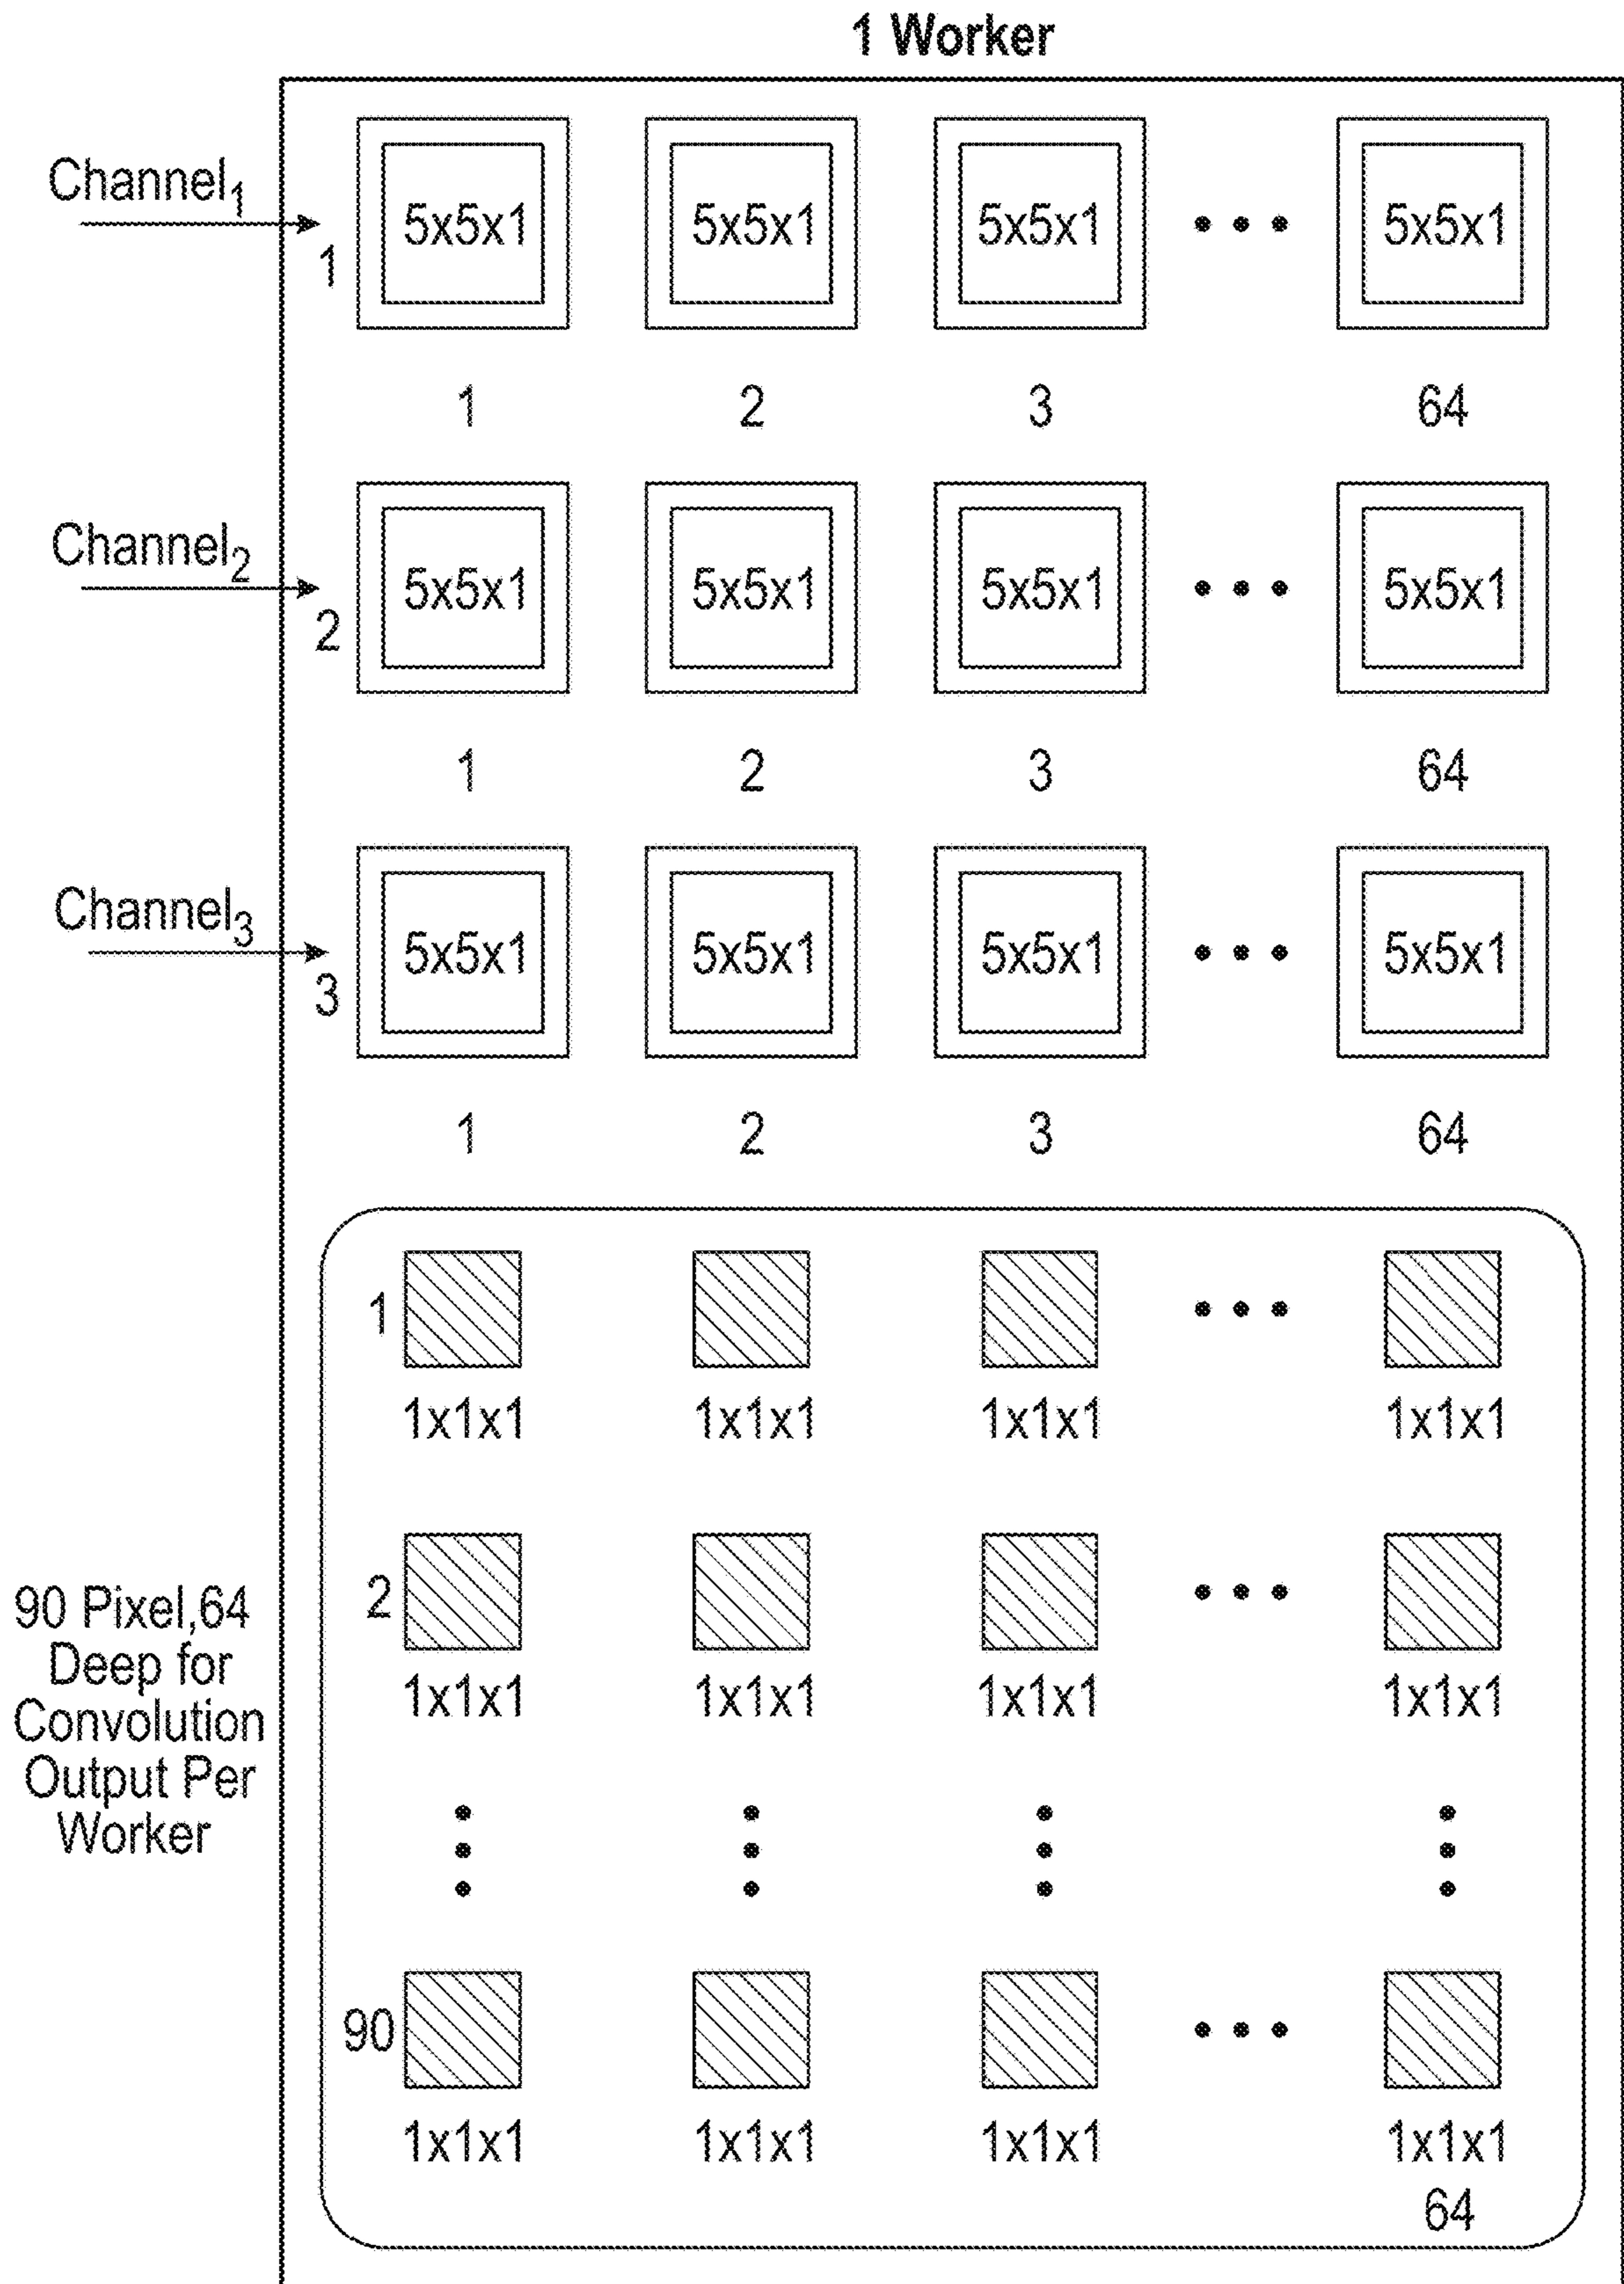 1 Worker
Channel1
1
5x5x1 5x5x1 5x5x1 5x5x1
1 2 3 64
Channel2
2
5x5x1 5x5x1 5x5x1 5x5x1
1 2 3 64
Channel3
3
5x5x1 5x5x1 5x5x1 5x5x1
1 2 3 64
1
1x1x1 1x1x1 1x1x1 1x1x1
2
1x1x1 1x1x1 1x1x1 1x1x1
90 Pixel,64
Deep for
Convolution
Output Per
Worker
90
1x1x1 1x1x1 1x1x1 1x1x1
64